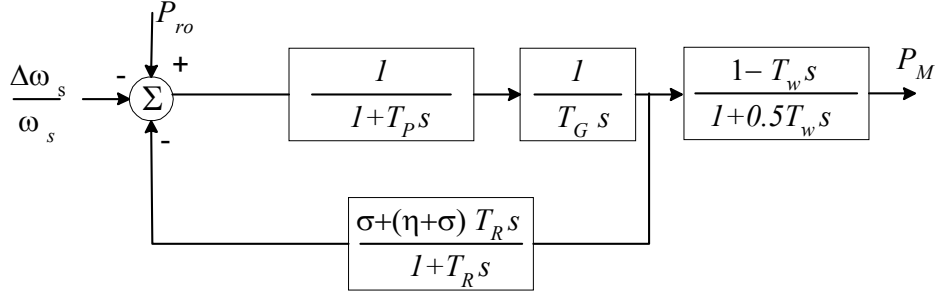 P_ro
Δω_s
ω_s
-
+
Σ
-
1
1+T_P s
1
T_G s
1− T_w s
1+0.5T_w s
P_M
σ+(η+σ) T_R s
1+T_R s